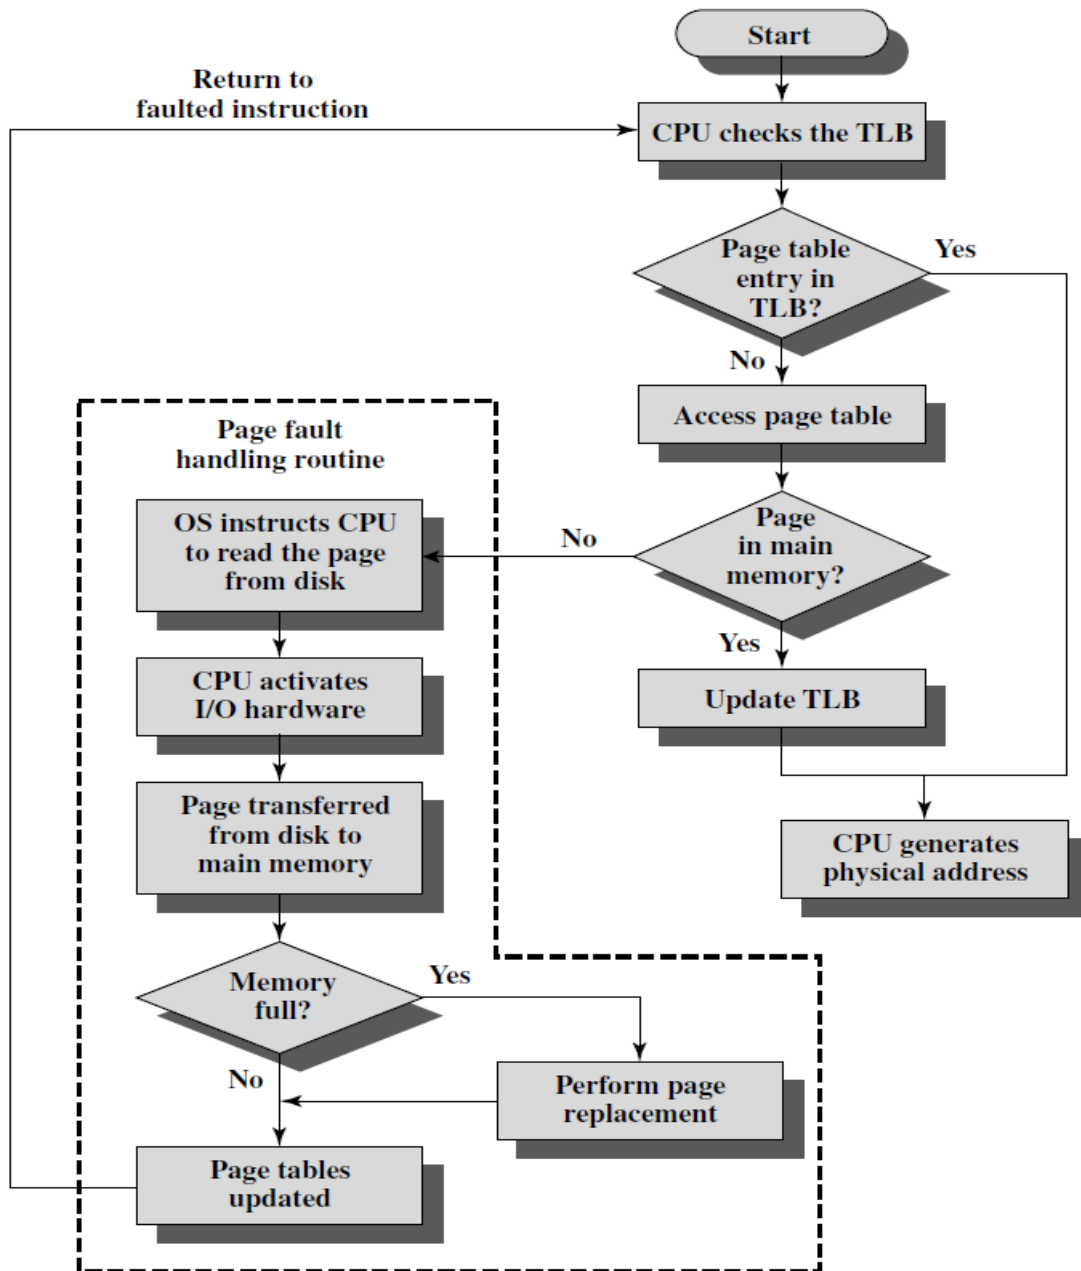 Start
Return to
faulted instruction
CPU checks the TLB
Page table
entry in
TLB?
Yes
No
Access page table
Page fault
handling routine
OS instructs CPU
to read the page
from disk
No
Page
in main
memory?
Yes
CPU activates
I/O hardware
Update TLB
Page transferred
from disk to
main memory
CPU generates
physical address
Memory
full?
Yes
No
Perform page
replacement
Page tables
updated